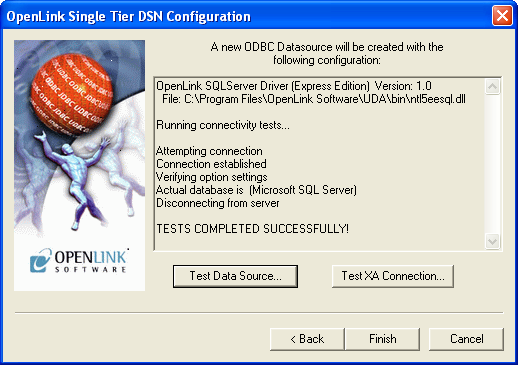 OpenLink Single Tier DSN Configuration
A new ODBC Datasource will be created with the
following configuration:
OpenLink SQLServer Driver (Express Edition) Version: 1.0
File: C:\Program Files\OpenLink Software\UDA\bin\ntl5eesql.dll
Running connectivity tests...
Attempting connection
Connection established
Verifying option settings
Actual database is (Microsoft SQL Server)
Disconnecting from server
TESTS COMPLETED SUCCESSFULLY!
OPENLINK
SOFTWARE
Test Data Source...
Test XA Connection...
< Back
Finish
Cancel